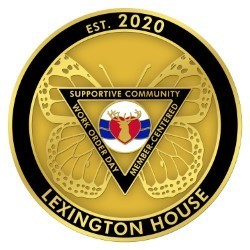 EST. 2020
SUPPORTIVE COMMUNITY
WORK ORDER DAY
MEMBER-CENTERED
LEXINGTON HOUSE